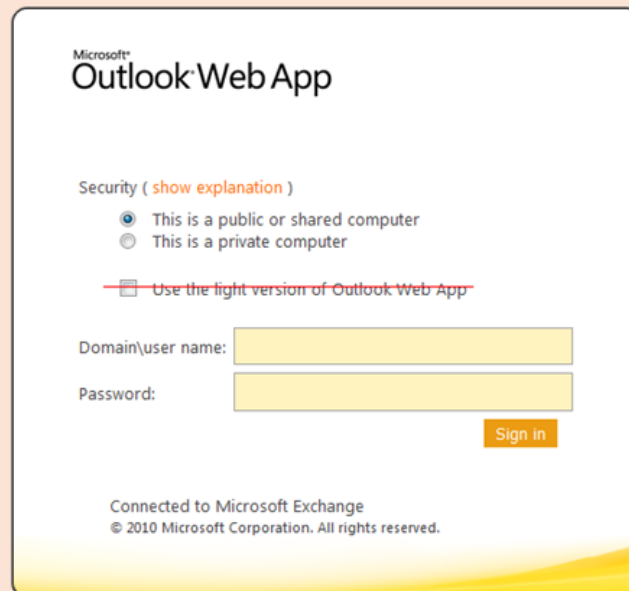 Microsoft®
Outlook® Web App
Security ( show explanation )
This is a public or shared computer
This is a private computer
Use the light version of Outlook Web App
Domain\user name:
Password:
Sign in
Connected to Microsoft Exchange
© 2010 Microsoft Corporation. All rights reserved.